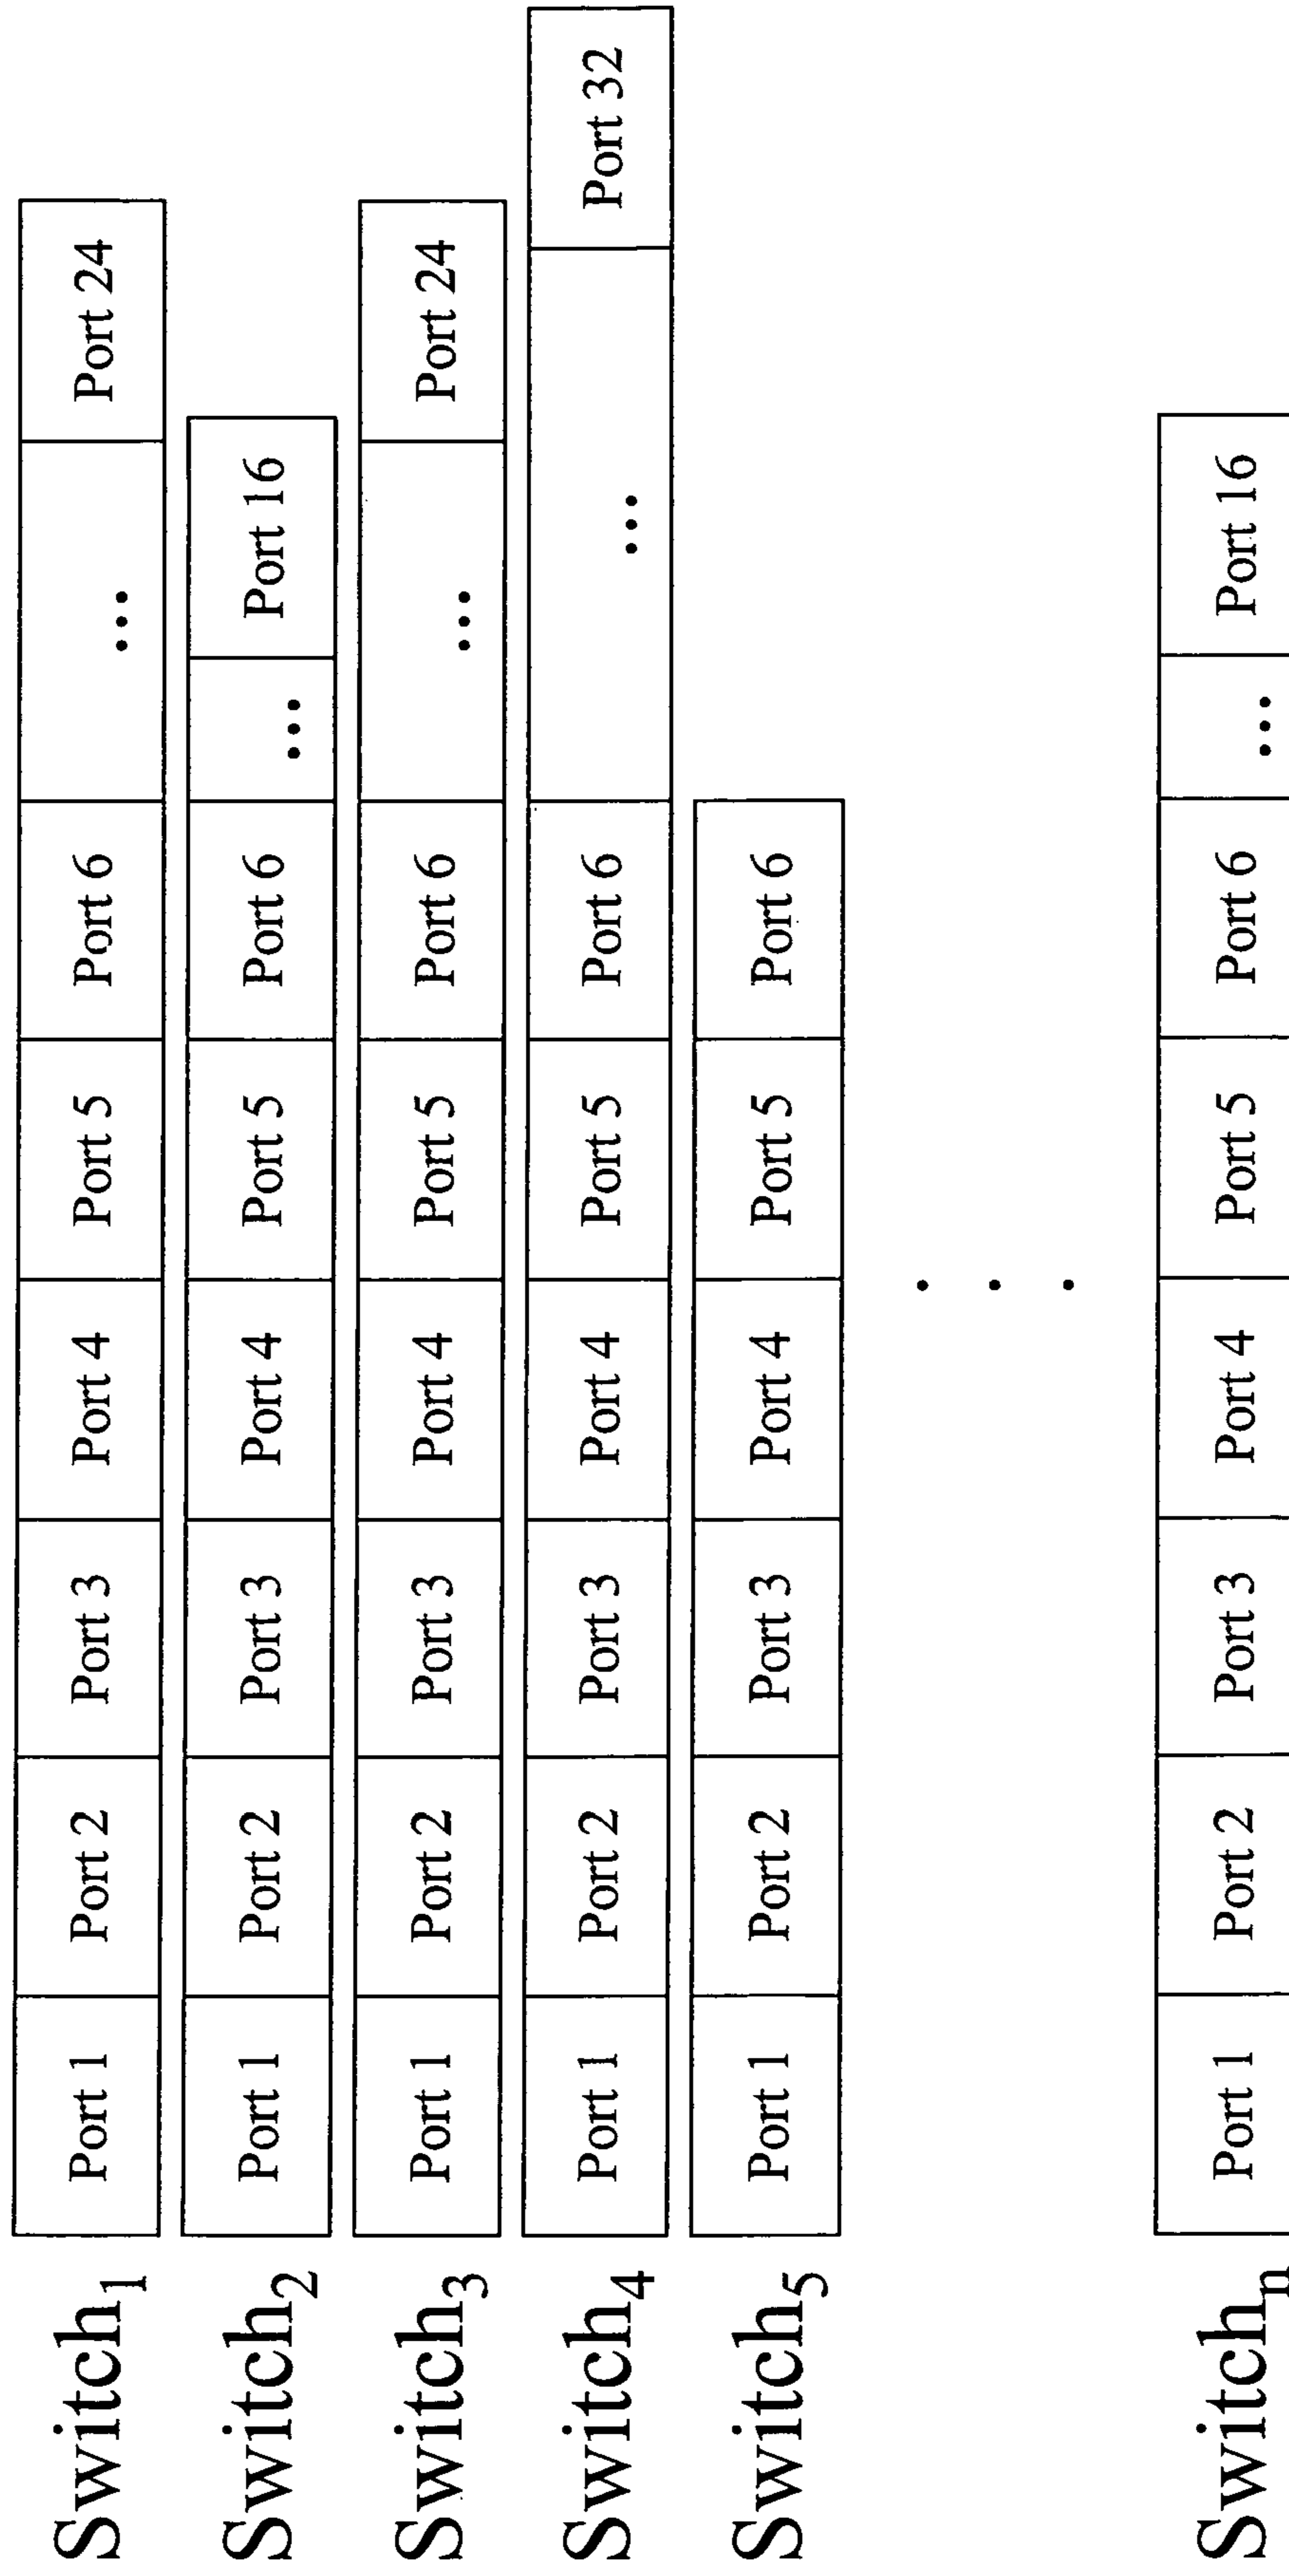 Switch1 Port 1 Port 2 Port 3 Port 4 Port 5 Port 6 ... Port 24
Switch2 Port 1 Port 2 Port 3 Port 4 Port 5 Port 6 ... Port 16
Switch3 Port 1 Port 2 Port 3 Port 4 Port 5 Port 6 ... Port 24
Switch4 Port 1 Port 2 Port 3 Port 4 Port 5 Port 6 ... Port 32
Switch5 Port 1 Port 2 Port 3 Port 4 Port 5 Port 6
. . .
Switchn Port 1 Port 2 Port 3 Port 4 Port 5 Port 6 ... Port 16